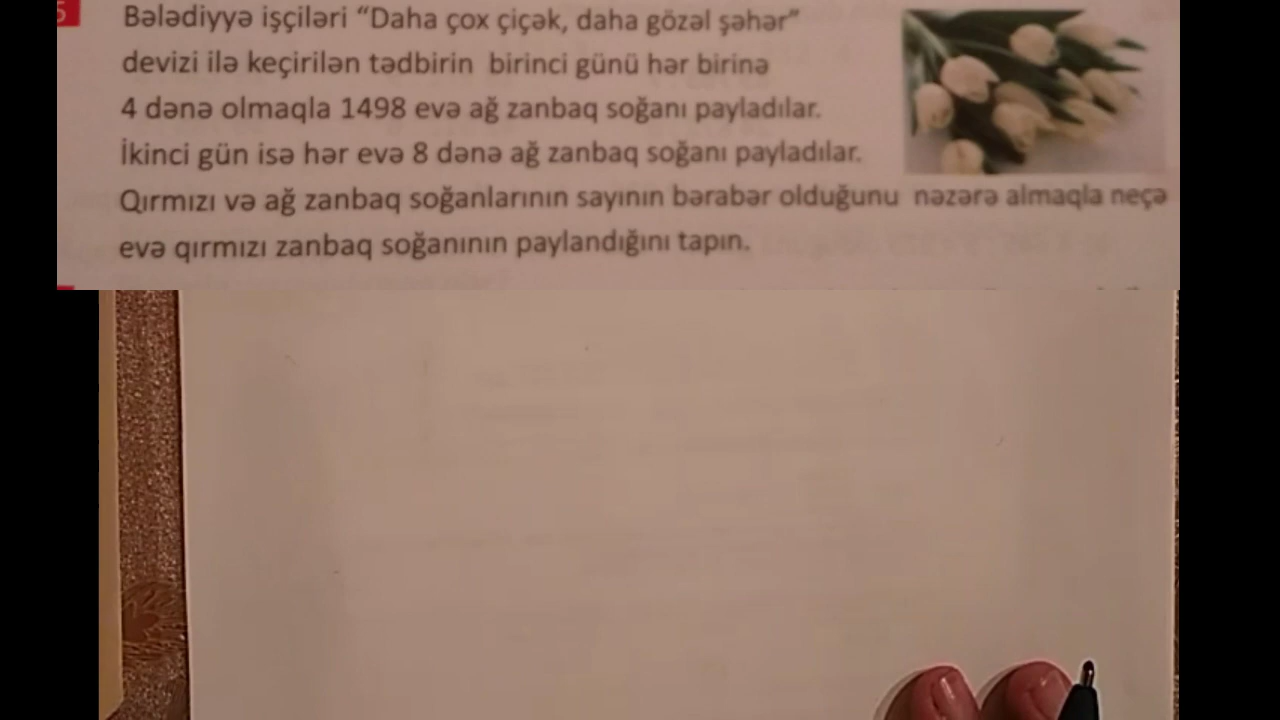 5
Bələdiyyə işçiləri “Daha çox çiçək, daha gözəl şəhər”
devizi ilə keçirilən tədbirin birinci günü hər birinə
4 dənə olmaqla 1498 evə ağ zanbaq soğanı payladılar.
İkinci gün isə hər evə 8 dənə ağ zanbaq soğanı payladılar.
Qırmızı və ağ zanbaq soğanlarının sayının bərabər olduğunu nəzərə almaqla neçə
evə qırmızı zanbaq soğanının paylandığını tapın.